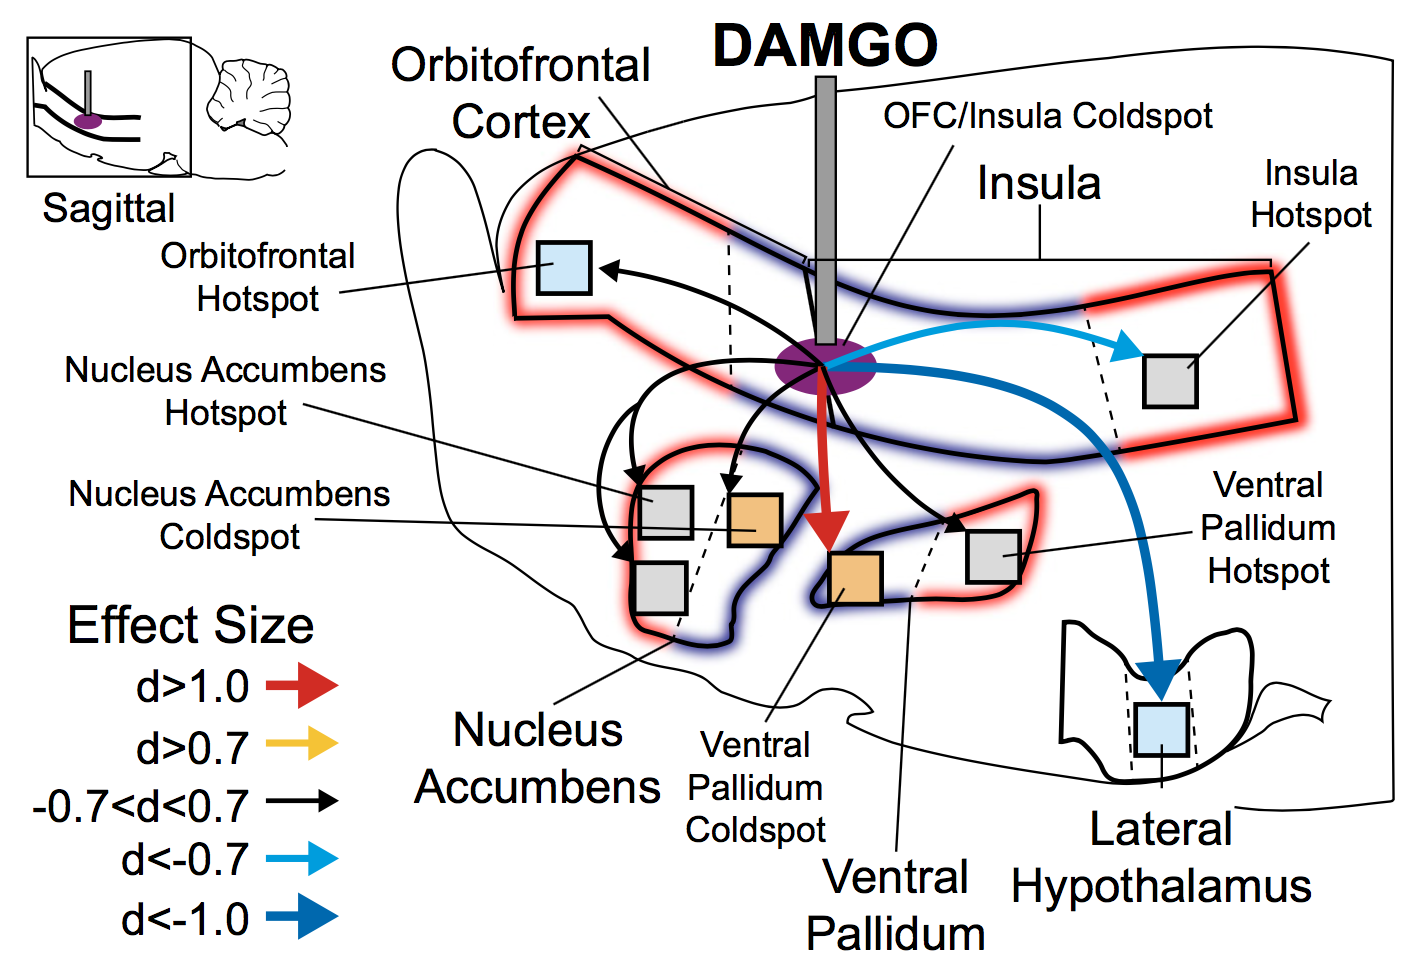 DAMGO
Orbitofrontal
Cortex
OFC/Insula Coldspot
Insula
Insula
Hotspot
Sagittal
Orbitofrontal
Hotspot
Nucleus Accumbens
Hotspot
Nucleus Accumbens
Coldspot
Ventral
Pallidum
Hotspot
Effect Size
d>1.0
d>0.7
-0.7<d<0.7
d<-0.7
d<-1.0
Nucleus
Accumbens
Ventral
Pallidum
Coldspot
Ventral
Pallidum
Lateral
Hypothalamus